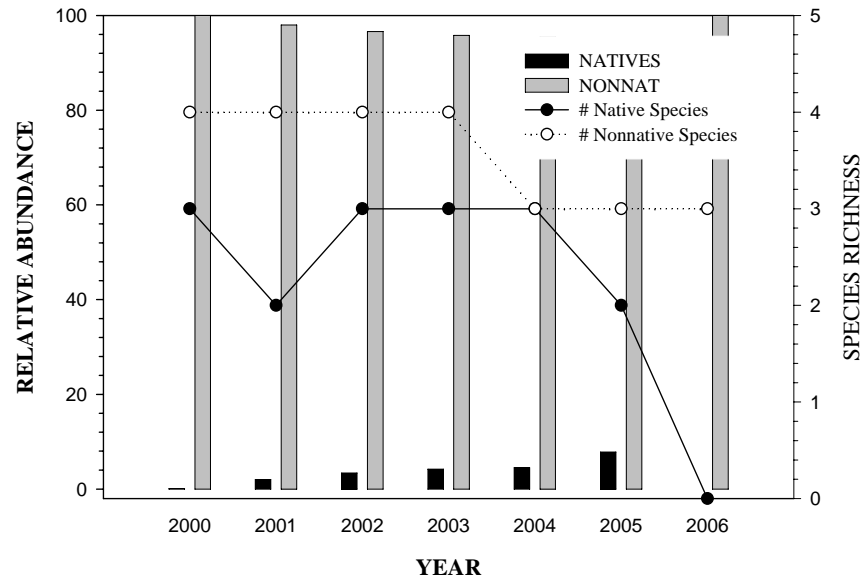 100
80
60
40
20
0
RELATIVE ABUNDANCE
NATIVES
NONNAT
# Native Species
# Nonnative Species
5
4
3
2
1
0
SPECIES RICHNESS
2000 2001 2002 2003 2004 2005 2006
YEAR